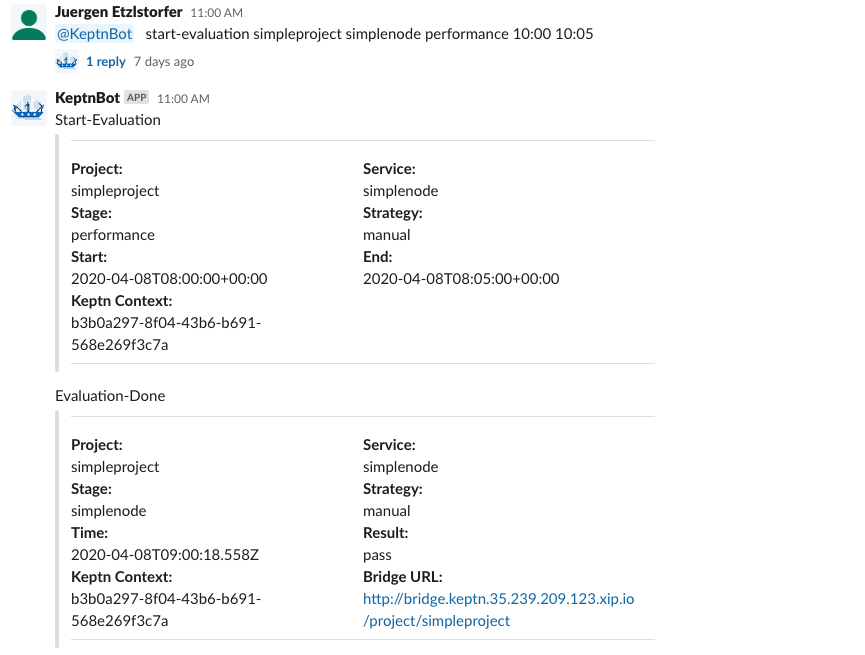 Juergen Etzlstorfer 11:00 AM
@KeptnBot start-evaluation simpleproject simplenode performance 10:00 10:05
1 reply 7 days ago
KeptnBot APP 11:00 AM
Start-Evaluation
Project: Service:
simpleproject simplenode
Stage: Strategy:
performance manual
Start: End:
2020-04-08T08:00:00+00:00 2020-04-08T08:05:00+00:00
Keptn Context:
b3b0a297-8f04-43b6-b691-
568e269f3c7a
Evaluation-Done
Project: Service:
simpleproject simplenode
Stage: Strategy:
simplenode manual
Time: Result:
2020-04-08T09:00:18.558Z pass
Keptn Context: Bridge URL:
b3b0a297-8f04-43b6-b691- http://bridge.keptn.35.239.209.123.xip.io
568e269f3c7a /project/simpleproject